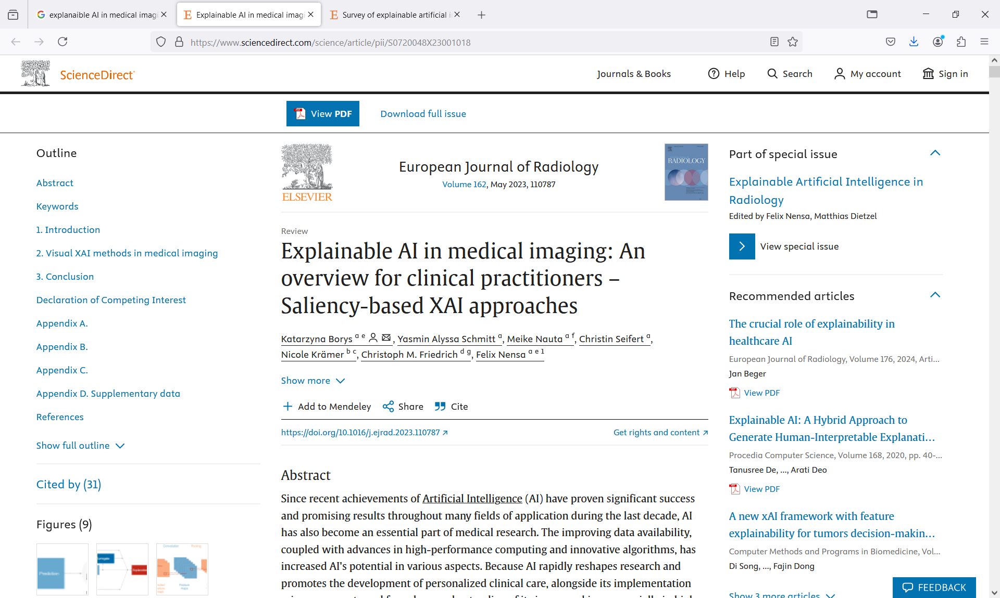 explanaible AI in medical imagi
Explainable AI in medical imagi
Survey of explainable artificial i
https://www.sciencedirect.com/science/article/pii/S0720048X23001018
ScienceDirect
Journals & Books
Help
Search
My account
Sign in
View PDF
Download full issue
Outline
Abstract
Keywords
1. Introduction
2. Visual XAI methods in medical imaging
3. Conclusion
Declaration of Competing Interest
Appendix A.
Appendix B.
Appendix C.
Appendix D. Supplementary data
References
Show full outline
Cited by (31)
Figures (9)
Prediction
ELSEVIER
European Journal of Radiology
Volume 162, May 2023, 110787
RADIOLOGY
Review
Explainable AI in medical imaging: An
overview for clinical practitioners –
Saliency-based XAI approaches
Katarzyna Borys a e, Yasmin Alyssa Schmitt a, Meike Nauta a f, Christin Seifert a,
Nicole Krämer b c, Christoph M. Friedrich d g, Felix Nensa a e 1
Show more
Add to Mendeley
Share
Cite
https://doi.org/10.1016/j.ejrad.2023.110787
Get rights and content
Abstract
Since recent achievements of Artificial Intelligence (AI) have proven significant success
and promising results throughout many fields of application during the last decade, AI
has also become an essential part of medical research. The improving data availability,
coupled with advances in high-performance computing and innovative algorithms, has
increased AI's potential in various aspects. Because AI rapidly reshapes research and
promotes the development of personalized clinical care, alongside its implementation
Part of special issue
Explainable Artificial Intelligence in
Radiology
Edited by Felix Nensa, Matthias Dietzel
View special issue
Recommended articles
The crucial role of explainability in
healthcare AI
European Journal of Radiology, Volume 176, 2024, Arti...
Jan Beger
View PDF
Explainable AI: A Hybrid Approach to
Generate Human-Interpretable Explanati...
Procedia Computer Science, Volume 168, 2020, pp. 40-...
Tanusree De, ..., Arati Deo
View PDF
A new xAI framework with feature
explainability for tumors decision-makin...
Computer Methods and Programs in Biomedicine, Vol...
Di Song, ..., Fajin Dong
Show 3 more articles
FEEDBACK